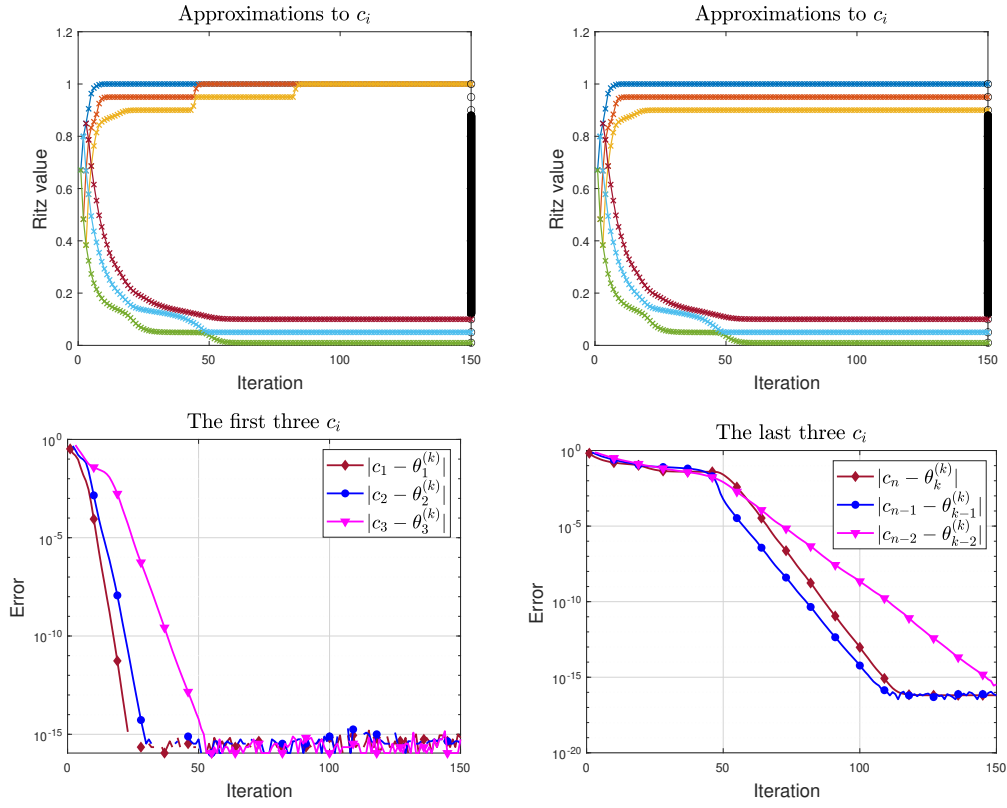 Approximations to c_i
1.2
1
0.8
0.6
0.4
0.2
0
Ritz value
0 50 100 150
Iteration
Approximations to c_i
1.2
1
0.8
0.6
0.4
0.2
0
Ritz value
0 50 100 150
Iteration
The first three c_i
10^0
10^-5
10^-10
10^-15
Error
|c_1 − θ_1^(k)|
|c_2 − θ_2^(k)|
|c_3 − θ_3^(k)|
0 50 100 150
Iteration
The last three c_i
10^0
10^-5
10^-10
10^-15
10^-20
Error
|c_n − θ_k^(k)|
|c_{n−1} − θ_{k−1}^(k)|
|c_{n−2} − θ_{k−2}^(k)|
0 50 100 150
Iteration